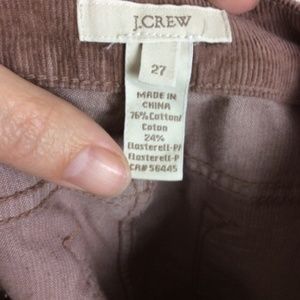 J.CREW
27
MADE IN
CHINA
76% Cotton/
Coton
24%
Elasterell-P/
Elasterell-P
CA# 56445